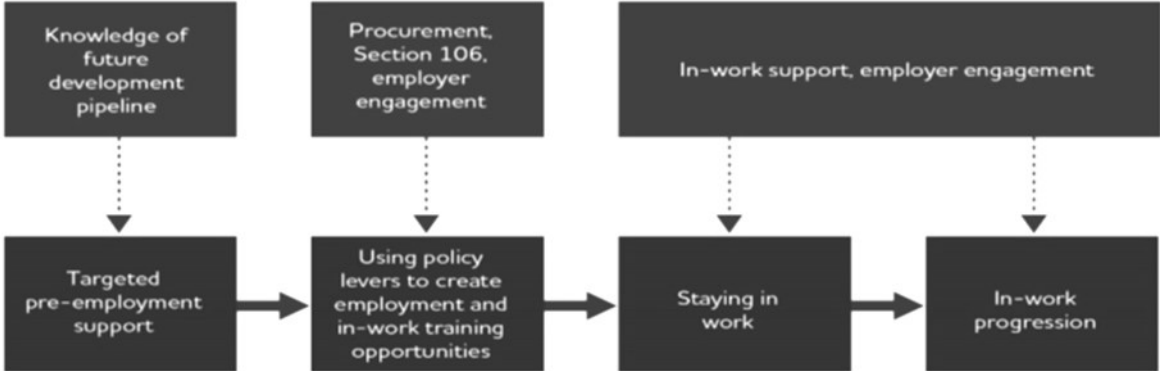 Knowledge of
future
development
pipeline
Procurement,
Section 106,
employer
engagement
In-work support, employer engagement
Targeted
pre-employment
support
Using policy
levers to create
employment and
in-work training
opportunities
Staying in
work
In-work
progression